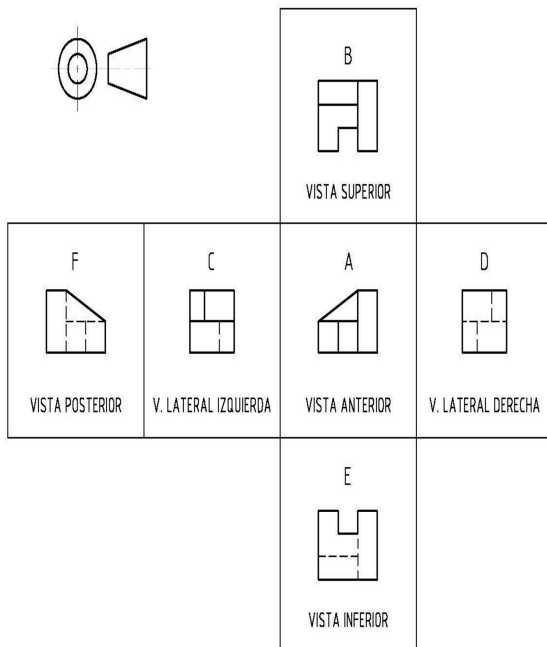 B
VISTA SUPERIOR
F
VISTA POSTERIOR
C
V. LATERAL IZQUIERDA
A
VISTA ANTERIOR
D
V. LATERAL DERECHA
E
VISTA INFERIOR